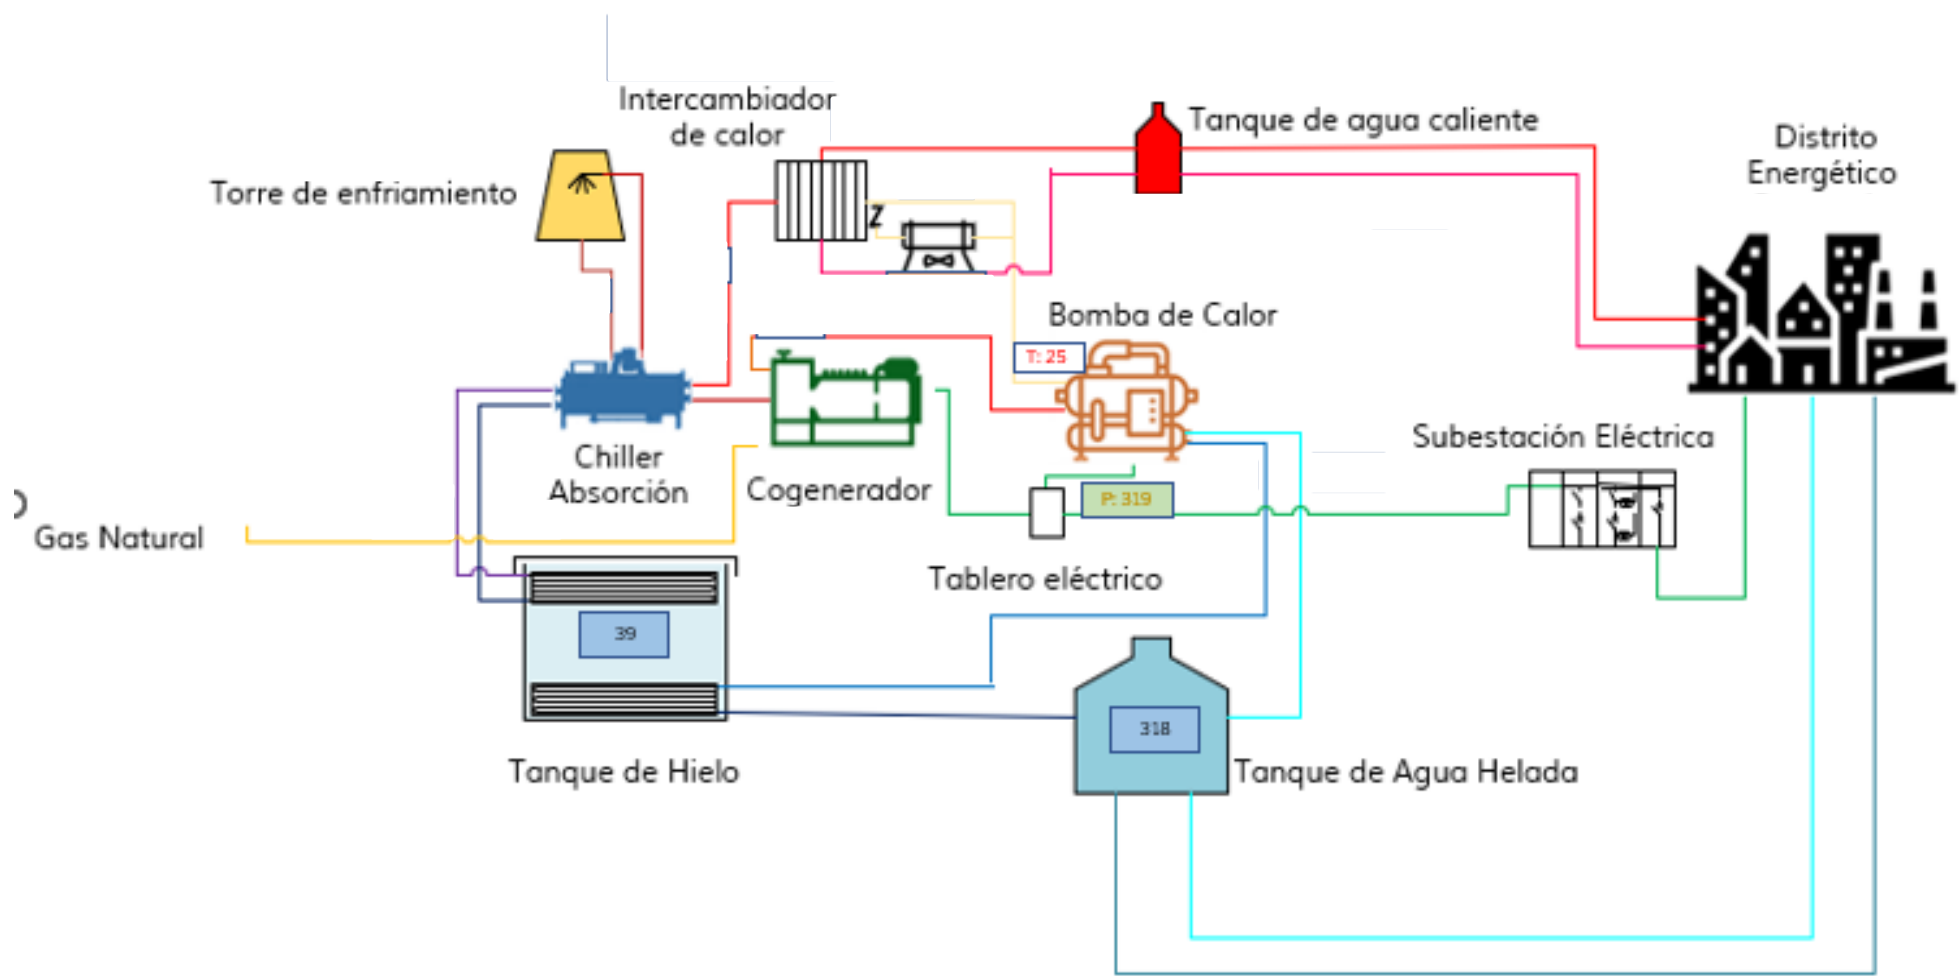 Intercambiador
de calor
Tanque de agua caliente
Distrito
Energético
Torre de enfriamiento
Z
Bomba de Calor
T: 25
Subestación Eléctrica
Chiller
Absorción
Cogenerador
P: 319
Gas Natural
Tablero eléctrico
39
318
Tanque de Hielo
Tanque de Agua Helada